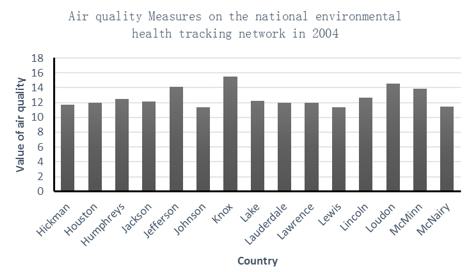 Air quality Measures on the national environmental
health tracking network in 2004
Value of air quality
18
16
14
12
10
8
6
4
2
0
Hickman
Houston
Humphreys
Jackson
Jefferson
Johnson
Knox
Lake
Lauderdale
Lawrence
Lewis
Lincoln
Loudon
McMinn
McNairy
Country